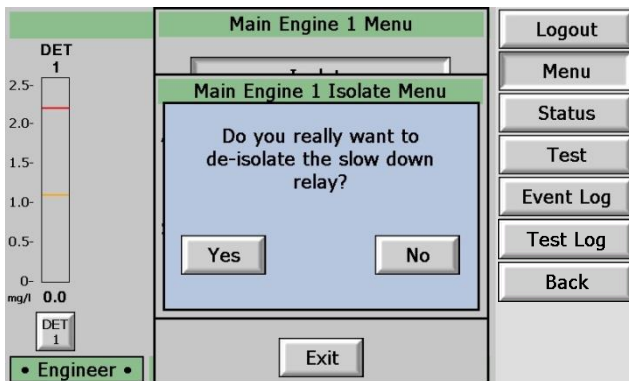 DET
1
2.5-
2.0-
1.5-
1.0-
0.5-
0-
mg/l 0.0
DET
1
• Engineer •
Main Engine 1 Menu
Main Engine 1 Isolate Menu
Do you really want to
de-isolate the slow down
relay?
Yes No
Exit
Logout
Menu
Status
Test
Event Log
Test Log
Back